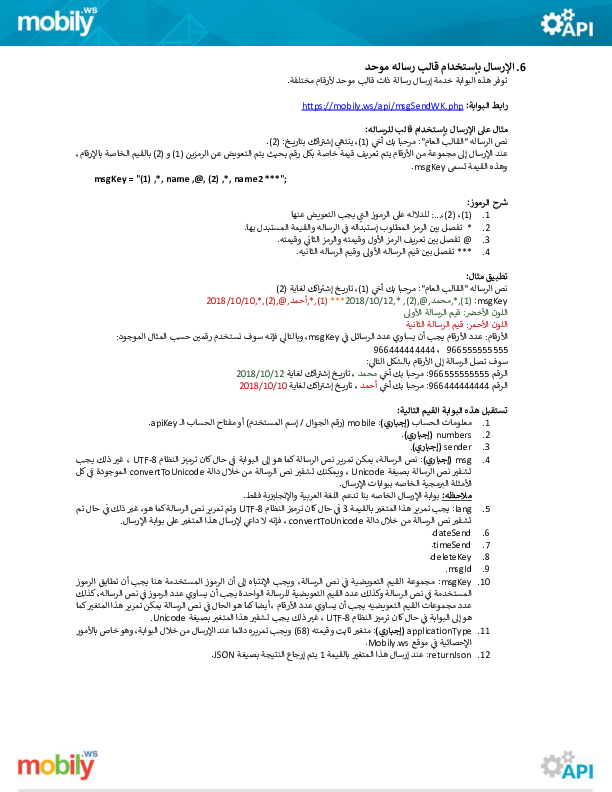 mobily.ws
API
6. الإرسال بإستخدام قالب رساله موحد
توفر هذه البوابة خدمة إرسال رسالة ذات قالب موحد لأرقام مختلفة.
رابط البوابة: https://mobily.ws/api/msgSendWK.php
مثال على الإرسال بإستخدام قالب للرساله:
نص الرساله "القالب العام": مرحبا بك أخي (1)، ينتهي إشتراكك بتاريخ: (2).
عند الإرسال إلى مجموعة من الأرقام يتم تعريف قيمة خاصة بكل رقم بحيث يتم التعويض عن الرمزين (1) و (2) بالقيم الخاصة بالإرقام،
وهذه القيمة تسمى msgKey.
msgKey = "(1) ,*, name ,@, (2) ,*, name2 ***";
شرح الرموز:
1. (1)، (2)،...: للدلاله على الرموز التي يجب التعويض عنها
2. * تفصل بين الرمز المطلوب إستبداله في الرساله والقيمة المستبدل بها.
3. @ تفصل بين تعريف الرمز الأول وقيمته والرمز الثاني وقيمته.
4. *** تفصل بين قيم الرساله الأولى وقيم الرساله الثانيه.
تطبيق مثال:
نص الرساله "القالب العام": مرحبا بك أخي (1)، تاريخ إشتراكك لغاية (2)
msgKey: (1),*,محمد,@,(2),*,2018/10/12*** (1),*,أحمد,@,(2),*,2018/10/10
اللون الأخضر: قيم الرسالة الأولى
اللون الأحمر: قيم الرسالة الثانية
الأرقام: عدد الأرقام يجب أن يساوي عدد الرسائل في msgKey، وبالتالي فإنه سوف نستخدم رقمين حسب المثال الموجود:
966555555555 ، 966444444444
سوف تصل الرسالة إلى الأرقام بالشكل التالي:
الرقم 966555555555: مرحبا بك أخي محمد ، تاريخ إشتراكك لغاية 2018/10/12
الرقم 966444444444: مرحبا بك أخي أحمد ، تاريخ إشتراكك لغاية 2018/10/10
تستقبل هذه البوابة القيم التالية:
1. معلومات الحساب (إجباري): mobile (رقم الجوال / إسم المستخدم) أو مفتاح الحساب الـ apiKey.
2. numbers (إجباري).
3. sender (إجباري).
4. msg (إجباري): نص الرسالة، يمكن تمرير نص الرسالة كما هو إلى البوابة في حال كان ترميز النظام UTF-8 ، غير ذلك يجب
تشفير نص الرسالة بصيغة Unicode ، ويمكنك تشفير نص الرسالة من خلال دالة convertToUnicode الموجودة في كل
الأمثلة البرمجية الخاصه ببوابات الإرسال.
ملاحظه: بوابة الإرسال الخاصه بنا تدعم اللغة العربية والإنجليزية فقط.
5. lang: يجب تمرير هذا المتغير بالقيمة 3 في حال كان ترميز النظام UTF-8 وتم تمرير نص الرسالة كما هو، غير ذلك في حال تم
تشفير نص الرسالة من خلال دالة convertToUnicode ، فإنه لا داعي لإرسال هذا المتغير على بوابة الإرسال.
6. dateSend.
7. timeSend.
8. deleteKey.
9. msgId.
10. msgKey: مجموعة القيم التعويضية في نص الرسالة، ويجب الإنتباه إلى أن الرموز المستخدمة هنا يجب أن تطابق الرموز
المستخدمة في نص الرسالة وكذلك عدد القيم التعويضية للرسالة الواحدة يجب أن يساوي عدد الرموز في نص الرساله، كذلك
عدد مجموعات القيم التعويضيه يجب أن يساوي عدد الأرقام ، أيضا كما هو الحال في نص الرسالة يمكن تمرير هذا المتغير كما
هو إلى البوابة في حال كان ترميز النظام UTF-8 ، غير ذلك يجب تشفير هذا المتغير بصيغة Unicode.
11. applicationType (إجباري): متغير ثابت وقيمته (68) ويجب تمريره دائما عند الإرسال من خلال البوابة، وهو خاص بالأمور
الإحصائية في موقع Mobily.ws.
12. returnJson: عند إرسال هذا المتغير بالقيمة 1 يتم إرجاع النتيجة بصيغة JSON.
mobily.ws
API